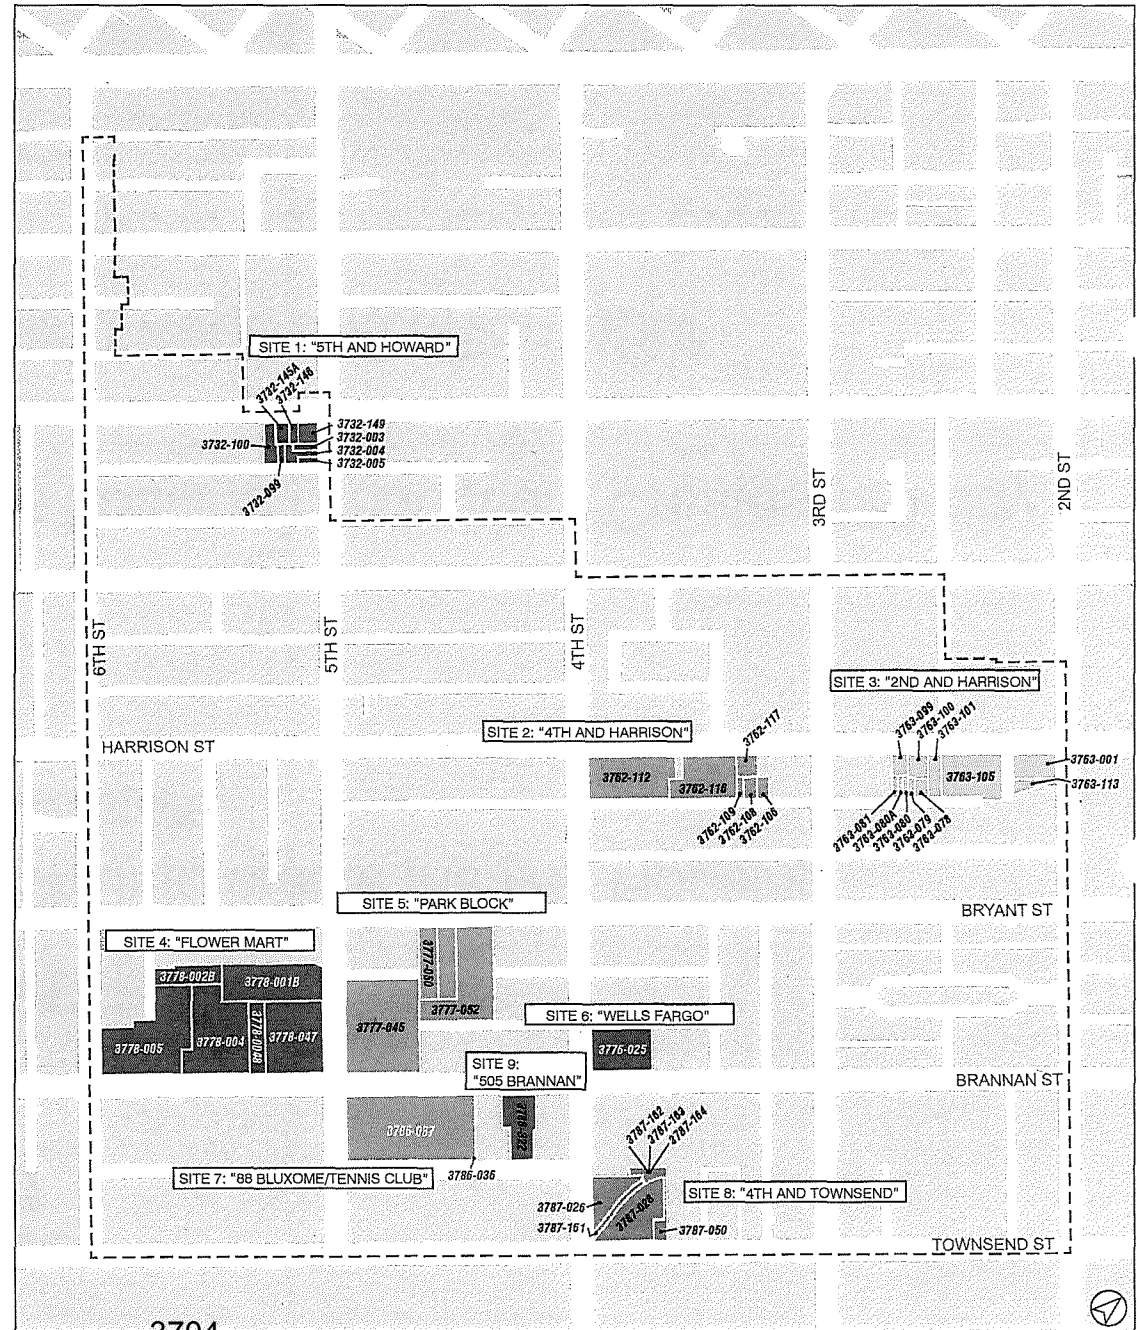 SITE 1: "5TH AND HOWARD"
3732-145A
3732-146
3732-149
3732-003
3732-004
3732-005
3732-100
3732-099
3RD ST
2ND ST
6TH ST
5TH ST
4TH ST
SITE 3: "2ND AND HARRISON"
3763-099
3763-100
3763-101
SITE 2: "4TH AND HARRISON"
3762-117
HARRISON ST
3762-112
3762-116
3763-105
3763-001
3763-113
3762-109
3762-108
3762-106
3763-081
3763-080A
3763-080
3762-079
3763-078
SITE 5: "PARK BLOCK"
BRYANT ST
SITE 4: "FLOWER MART"
3778-002B
3778-001B
3778-005
3778-004
3778-004B
3778-047
3777-050
3777-052
3777-045
SITE 6: "WELLS FARGO"
3776-025
SITE 9:
"505 BRANNAN"
BRANNAN ST
3786-037
3786-036
3787-162
3787-163
3787-164
SITE 7: "88 BLUXOME/TENNIS CLUB"
SITE 8: "4TH AND TOWNSEND"
3787-026
3787-161
3787-028
3787-050
TOWNSEND ST